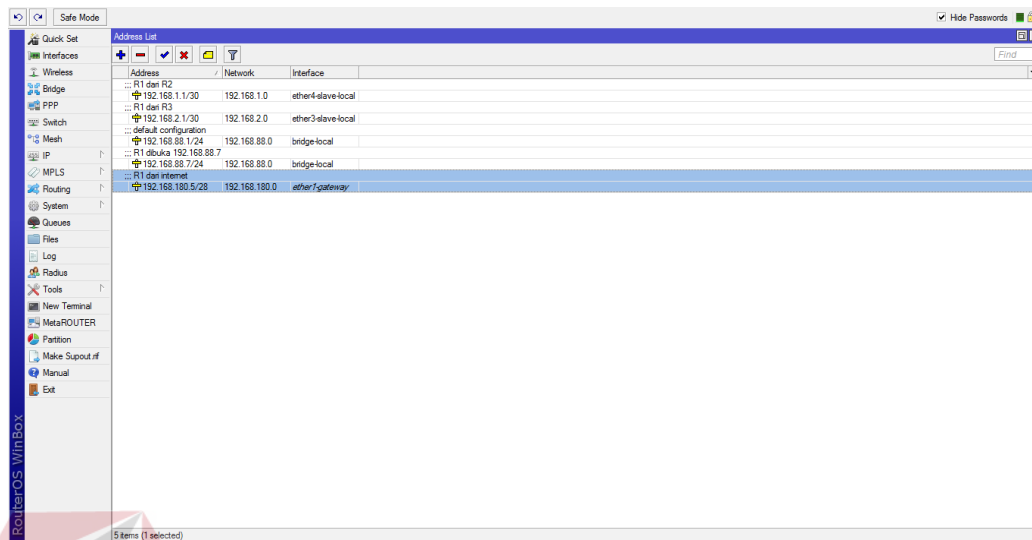 Safe Mode
Hide Passwords
Quick Set
Interfaces
Wireless
Bridge
PPP
Switch
Mesh
IP
MPLS
Routing
System
Queues
Files
Log
Radius
Tools
New Terminal
MetaROUTER
Partition
Make Supout.rif
Manual
Exit
RouterOS WinBox
Address List
Find
Address Network Interface
;;; R1 dari R2
192.168.1.1/30 192.168.1.0 ether4-slave-local
;;; R1 dari R3
192.168.2.1/30 192.168.2.0 ether3-slave-local
;;; default configuration
192.168.88.1/24 192.168.88.0 bridge-local
;;; R1 dibuka 192.168.88.7
192.168.88.7/24 192.168.88.0 bridge-local
;;; R1 dari internet
192.168.180.5/28 192.168.180.0 ether1-gateway
5 items (1 selected)